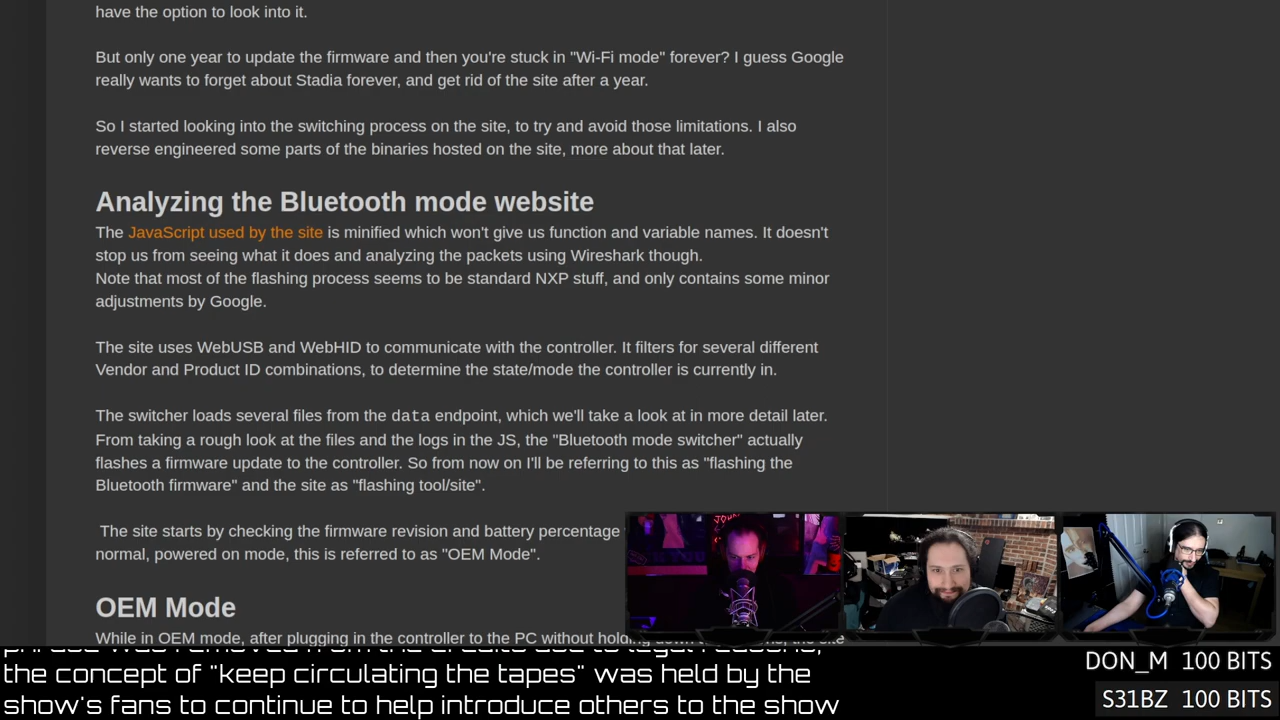 have the option to look into it.
But only one year to update the firmware and then you're stuck in "Wi-Fi mode" forever? I guess Google
really wants to forget about Stadia forever, and get rid of the site after a year.
So I started looking into the switching process on the site, to try and avoid those limitations. I also
reverse engineered some parts of the binaries hosted on the site, more about that later.
Analyzing the Bluetooth mode website
The JavaScript used by the site is minified which won't give us function and variable names. It doesn't
stop us from seeing what it does and analyzing the packets using Wireshark though.
Note that most of the flashing process seems to be standard NXP stuff, and only contains some minor
adjustments by Google.
The site uses WebUSB and WebHID to communicate with the controller. It filters for several different
Vendor and Product ID combinations, to determine the state/mode the controller is currently in.
The switcher loads several files from the data endpoint, which we'll take a look at in more detail later.
From taking a rough look at the files and the logs in the JS, the "Bluetooth mode switcher" actually
flashes a firmware update to the controller. So from now on I'll be referring to this as "flashing the
Bluetooth firmware" and the site as "flashing tool/site".
The site starts by checking the firmware revision and battery percentage
normal, powered on mode, this is referred to as "OEM Mode".
OEM Mode
While in OEM mode, after plugging in the controller to the PC without holding
phrase was removed from the credits due to legal reasons,
the concept of "keep circulating the tapes" was held by the
show's fans to continue to help introduce others to the show
DON_M 100 BITS
S31BZ 100 BITS